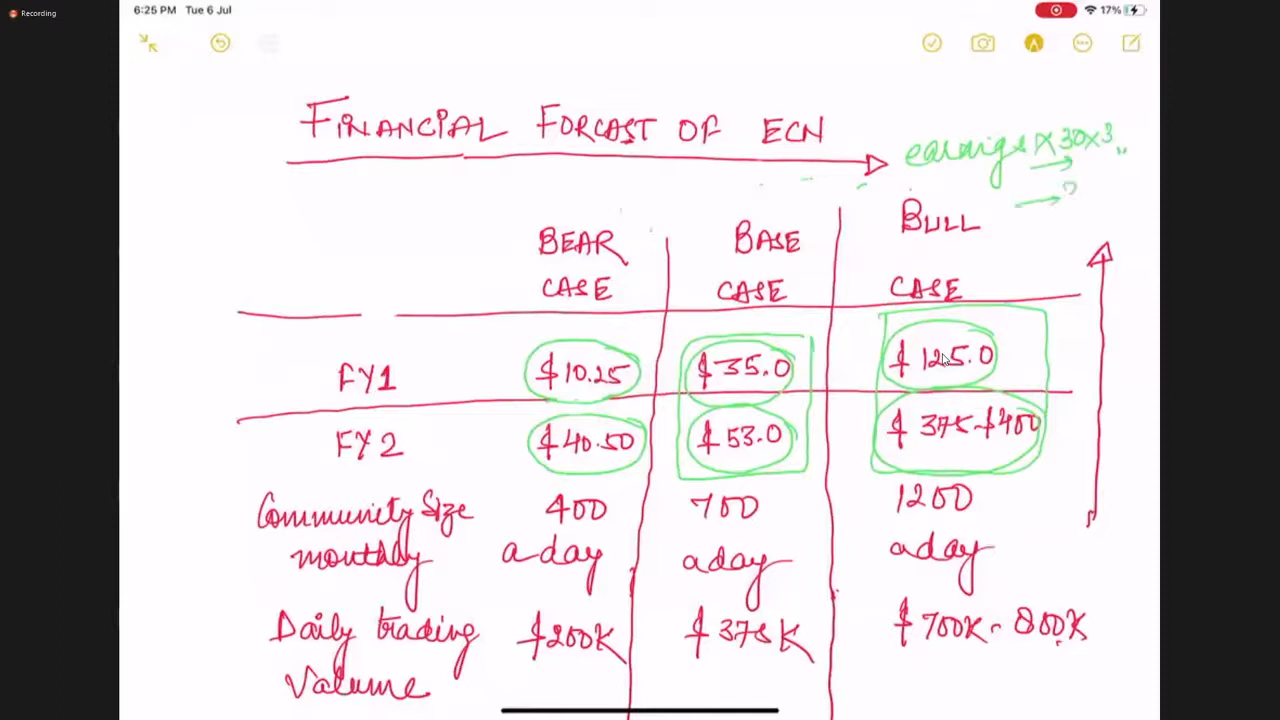 Recording
6:25 PM Tue 6 Jul
17%
FINANCIAL FORCAST OF ECN
X 30x3
BEAR CASE
BASE CASE
BULL CASE
FY1 $10.25 $35.0 $125.0
FY2 $40.50 $53.0 $375-$400
Community Size monthly
400 a day
700 a day
1200 a day
Daily trading Volume
$200K
$375K
$700K - 800K